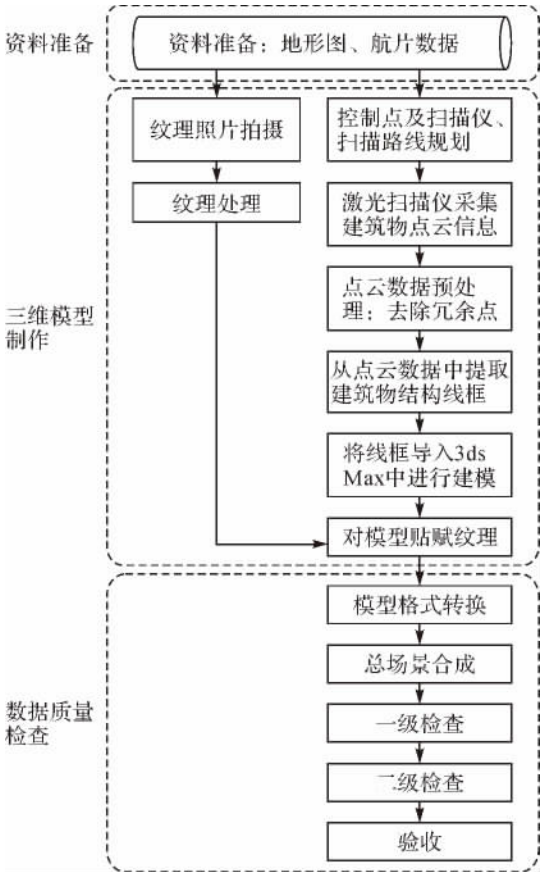 资料准备
资料准备：地形图、航片数据
纹理照片拍摄
纹理处理
控制点及扫描仪、
扫描路线规划
激光扫描仪采集
建筑物点云信息
点云数据预处
理：去除冗余点
从点云数据中提取
建筑物结构线框
将线框导入3ds
Max中进行建模
对模型贴赋纹理
三维模型
制作
模型格式转换
总场景合成
一级检查
二级检查
验收
数据质量
检查